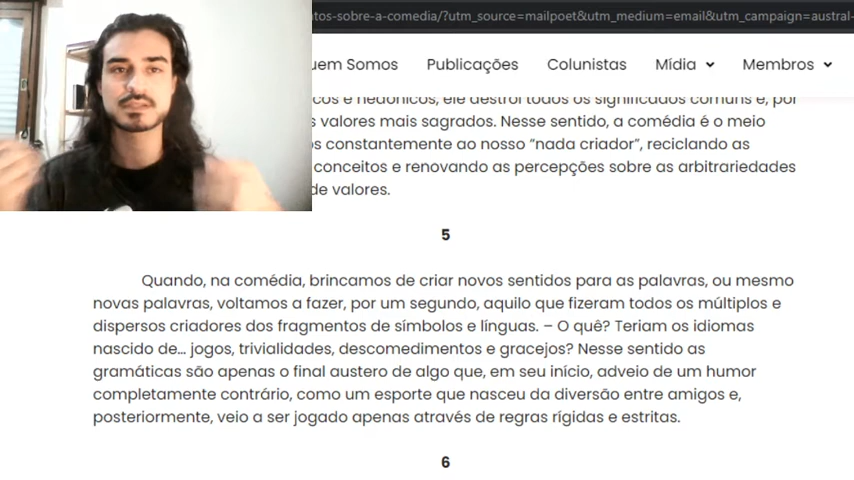 ntos-sobre-a-comedia/?utm_source=mailpoet&utm_medium=email&utm_campaign=austral-
uem Somos Publicações Colunistas Mídia Membros
cos e hedônicos, ele destrói todos os significados comuns e, por
s valores mais sagrados. Nesse sentido, a comédia é o meio
os constantemente ao nosso “nada criador”, reciclando as
conceitos e renovando as percepções sobre as arbitrariedades
de valores.
5
Quando, na comédia, brincamos de criar novos sentidos para as palavras, ou mesmo
novas palavras, voltamos a fazer, por um segundo, aquilo que fizeram todos os múltiplos e
dispersos criadores dos fragmentos de símbolos e línguas. – O quê? Teriam os idiomas
nascido de... jogos, trivialidades, descomedimentos e gracejos? Nesse sentido as
gramáticas são apenas o final austero de algo que, em seu início, adveio de um humor
completamente contrário, como um esporte que nasceu da diversão entre amigos e,
posteriormente, veio a ser jogado apenas através de regras rígidas e estritas.
6